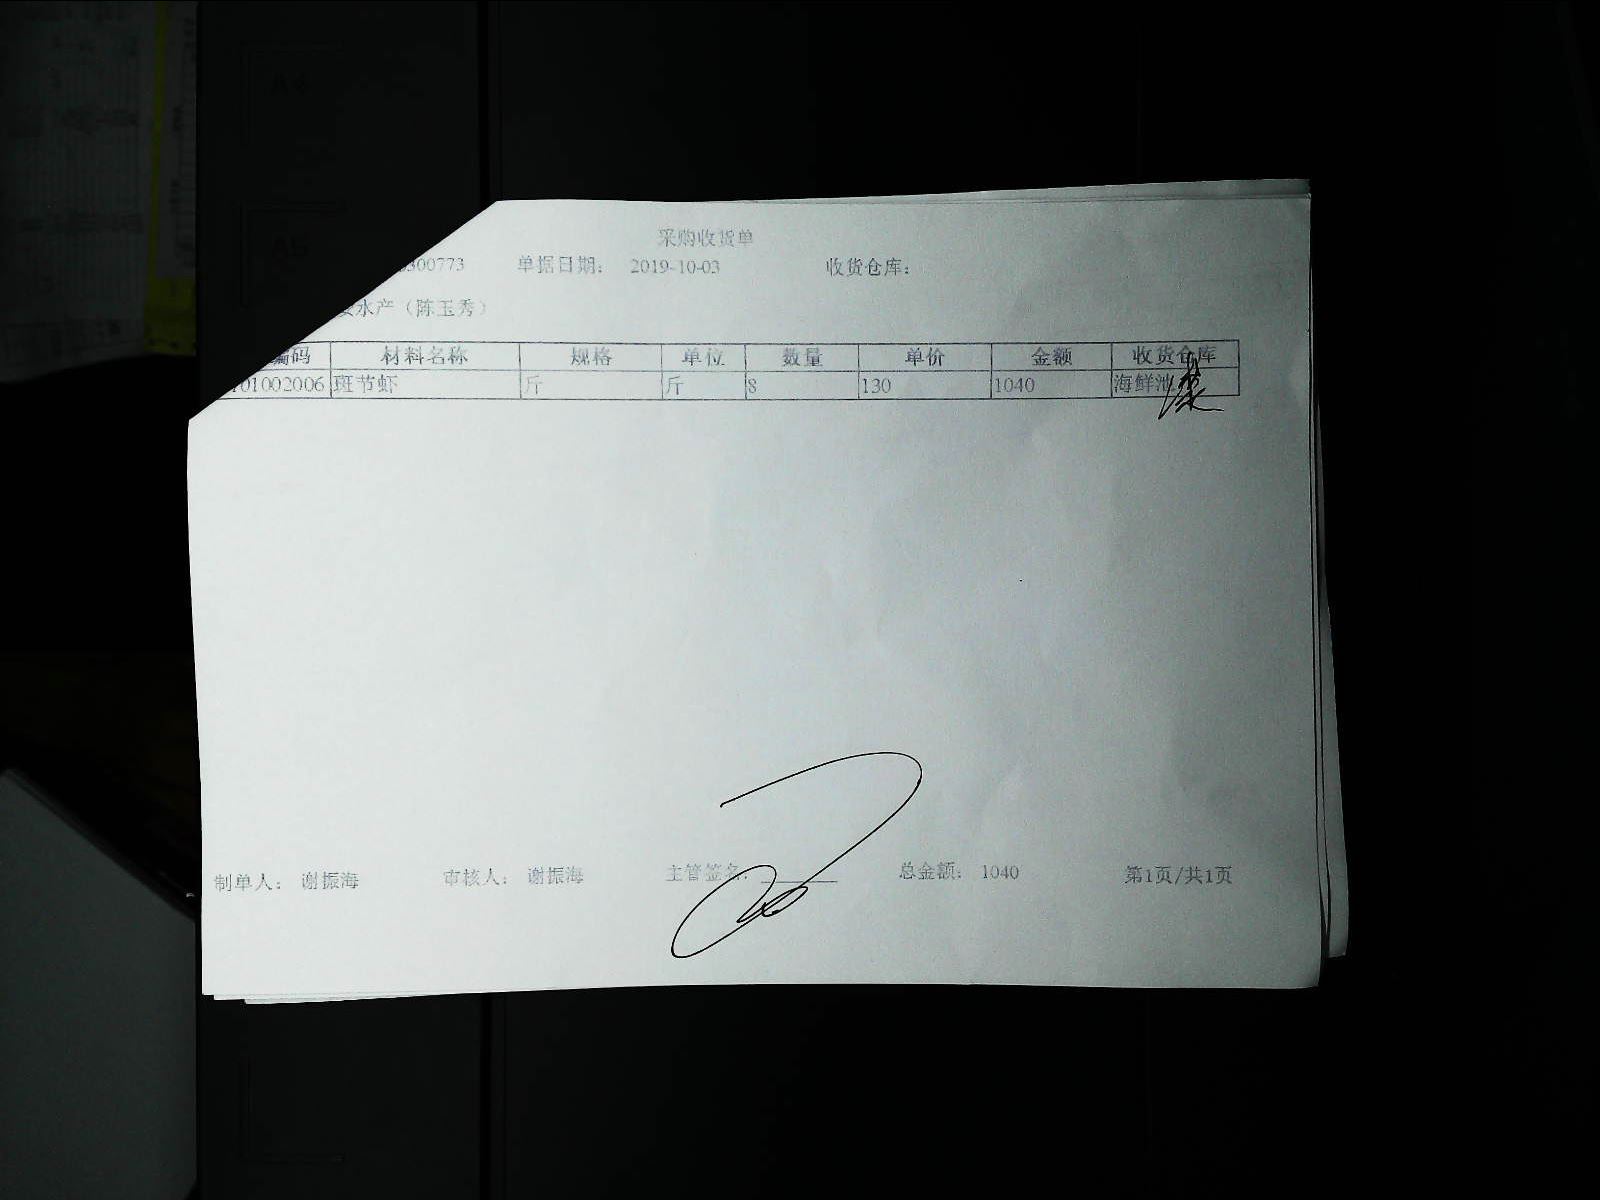 采购收货单
300773 单据日期： 2019-10-03 收货仓库：
水产（陈玉秀）
编码 材料名称 规格 单位 数量 单价 金额 收货仓库
01002006 斑节虾 斤 斤 8 130 1040 海鲜池
制单人： 谢振海 审核人： 谢振海 主管签名： 总金额： 1040 第1页/共1页